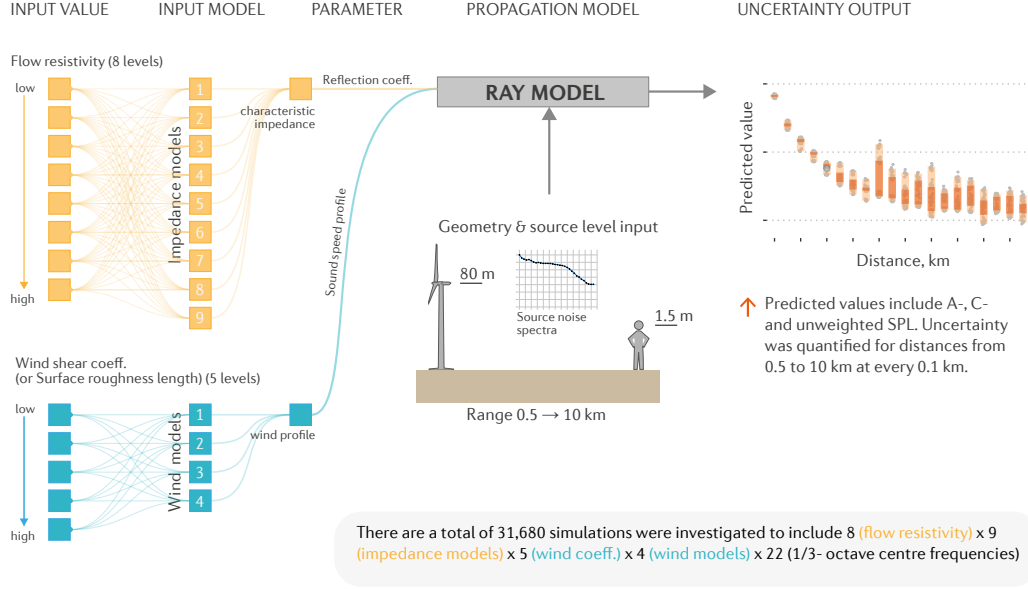 INPUT VALUE
INPUT MODEL
PARAMETER
PROPAGATION MODEL
UNCERTAINTY OUTPUT
Flow resistivity (8 levels)
low
high
Impedance models
1
2
3
4
5
6
7
8
9
characteristic
impedance
Reflection coeff.
Sound speed profile
RAY MODEL
Geometry & source level input
80 m
Source noise
spectra
1.5 m
Range 0.5 → 10 km
Predicted value
Distance, km
Predicted values include A-, C-
and unweighted SPL. Uncertainty
was quantified for distances from
0.5 to 10 km at every 0.1 km.
Wind shear coeff.
(or Surface roughness length) (5 levels)
low
high
Wind models
1
2
3
4
wind profile
There are a total of 31,680 simulations were investigated to include 8 (flow resistivity) x 9
(impedance models) x 5 (wind coeff.) x 4 (wind models) x 22 (1/3- octave centre frequencies)